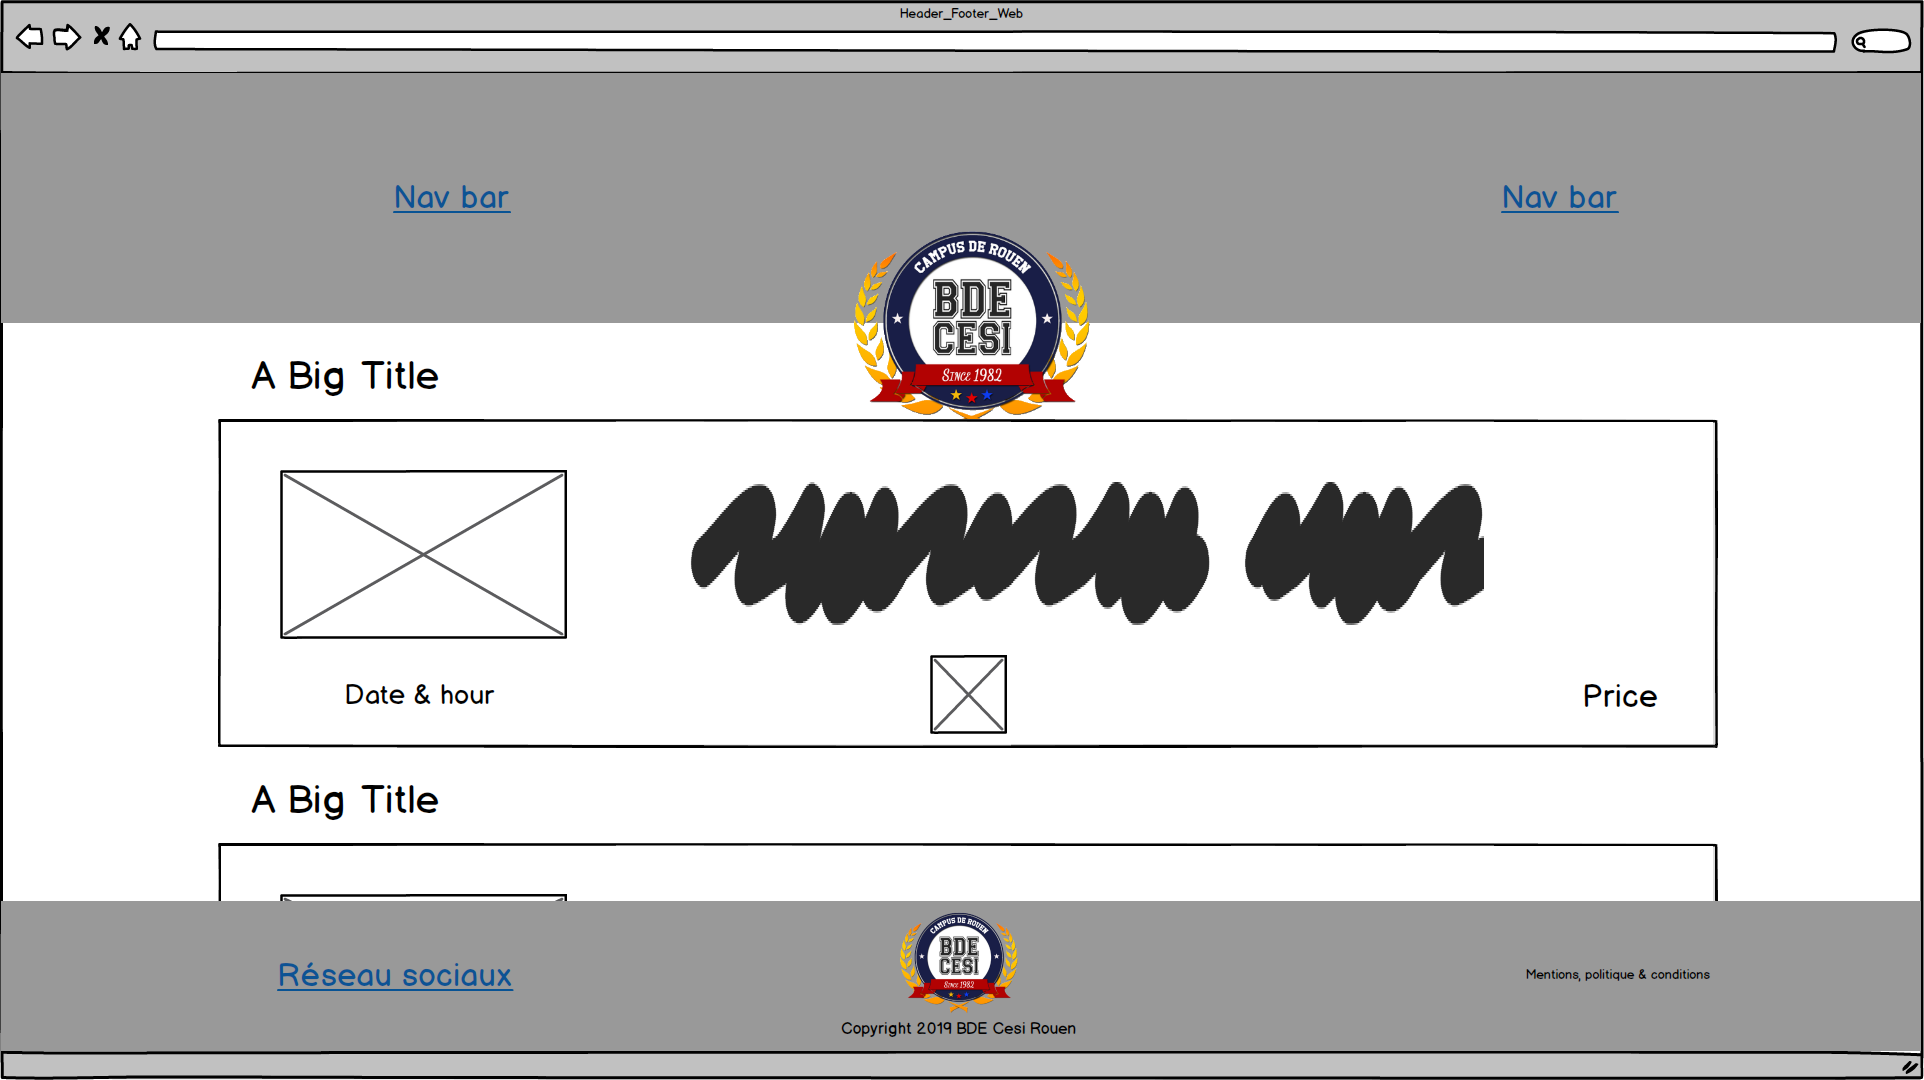 Header_Footer_Web
Nav bar
Nav bar
CAMPUS DE ROUEN
BDE
CESI
Since 1982
A Big Title
Date & hour
Price
A Big Title
Réseau sociaux
CAMPUS DE ROUEN
BDE
CESI
Since 1982
Mentions, politique & conditions
Copyright 2019 BDE Cesi Rouen